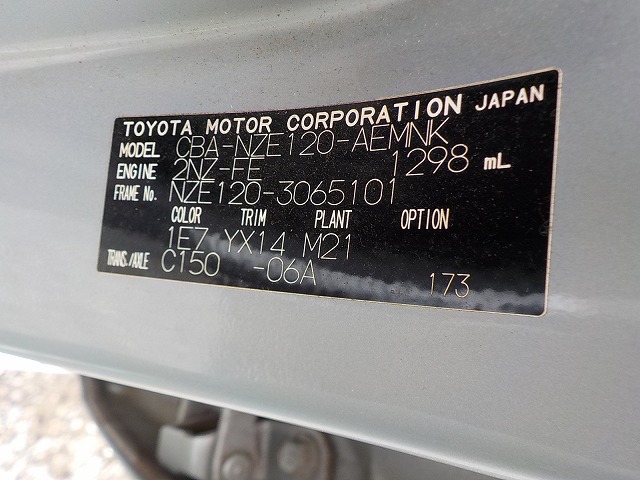 TOYOTA MOTOR CORPORATION JAPAN
MODEL CBA-NZE120-AEMNK
ENGINE 2NZ-FE 1298 mL
FRAME No. NZE120-3065101
COLOR TRIM PLANT OPTION
1E7 YX14 M21
TRANS./AXLE C150 -06A 173